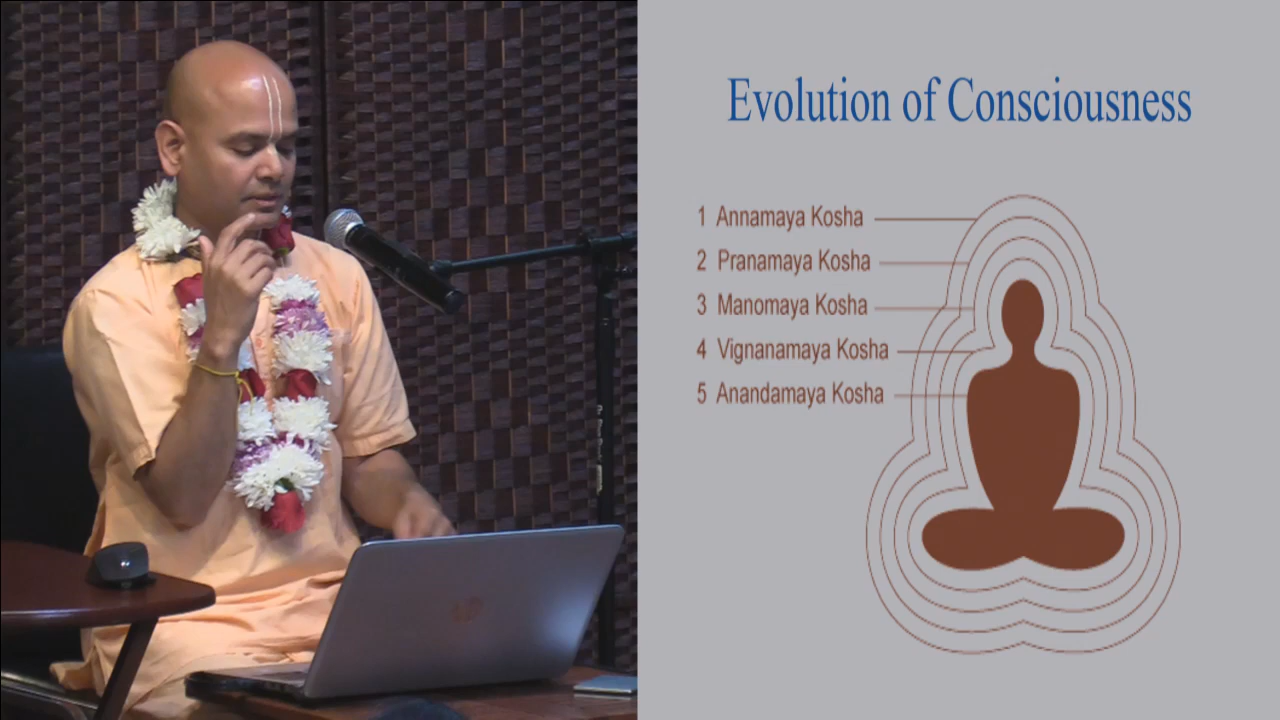 Evolution of Consciousness
1 Annamaya Kosha
2 Pranamaya Kosha
3 Manomaya Kosha
4 Vignanamaya Kosha
5 Anandamaya Kosha